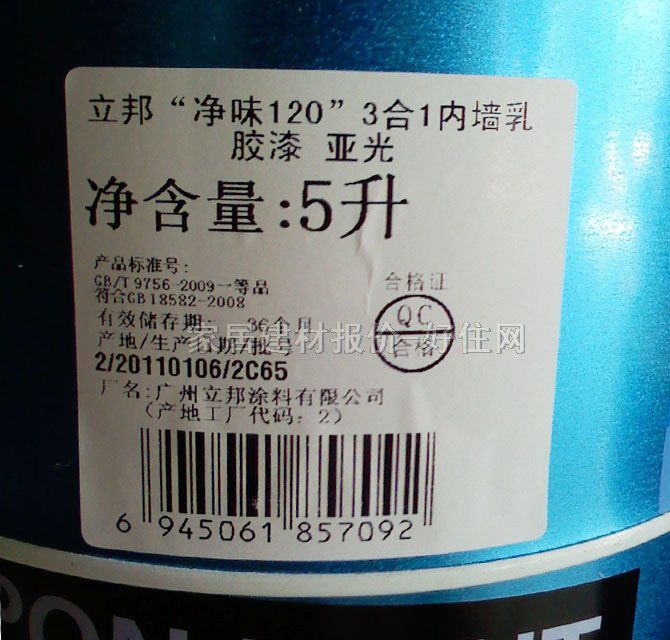 立邦“净味120”3合1内墙乳
胶漆 亚光
净含量:5升
产品标准号:
GB/T 9756-2009一等品
符合GB 18582-2008
有效储存期: 36个月
产地/生产日期/批号
2/20110106/2C65
厂名:广州立邦涂料有限公司
(产地工厂代码: 2)
合格证
QC
合格
家居建材报价-好住网
6 945061 857092